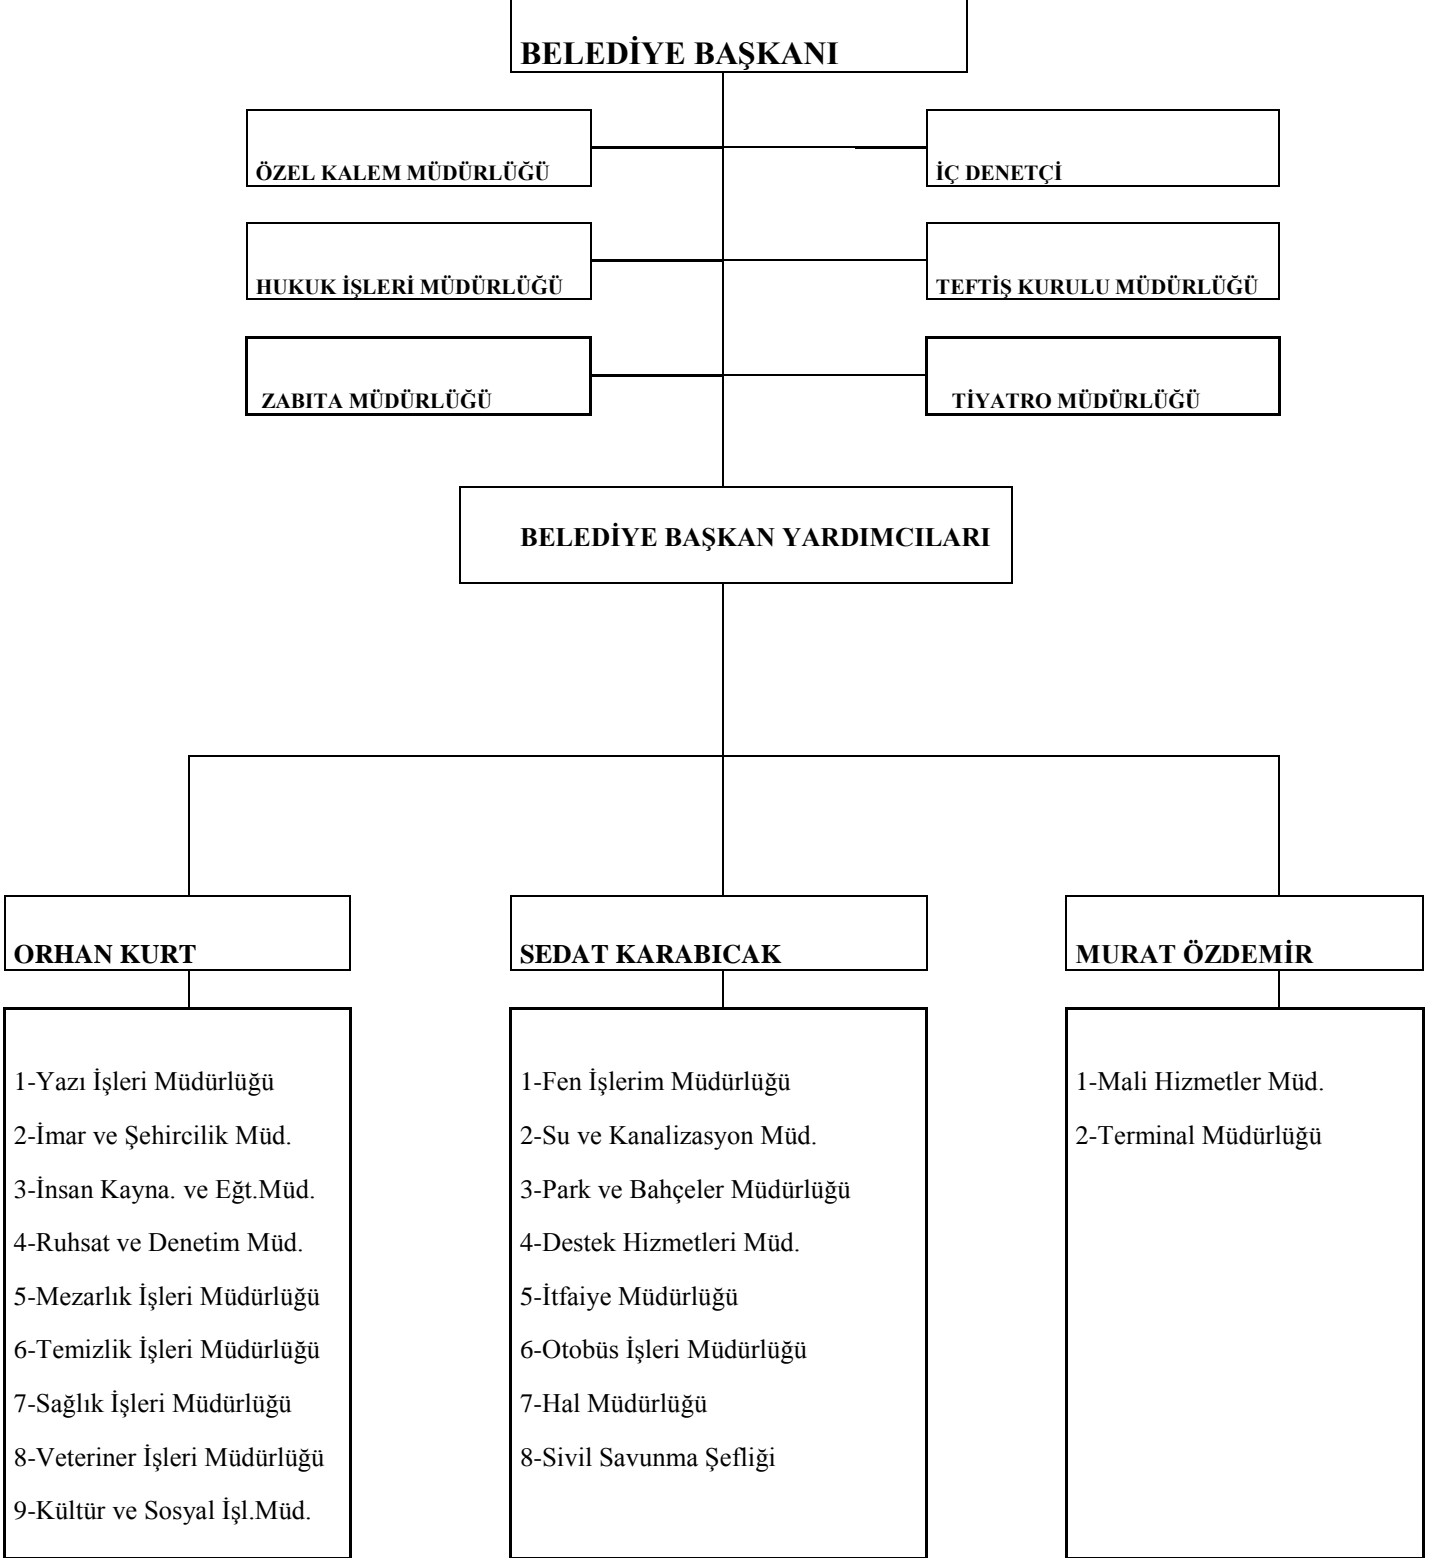 BELEDİYE BAŞKANI
ÖZEL KALEM MÜDÜRLÜĞÜ
İÇ DENETÇİ
HUKUK İŞLERİ MÜDÜRLÜĞÜ
TEFTİŞ KURULU MÜDÜRLÜĞÜ
ZABITA MÜDÜRLÜĞÜ
TİYATRO MÜDÜRLÜĞÜ
BELEDİYE BAŞKAN YARDIMCILARI
ORHAN KURT
1-Yazı İşleri Müdürlüğü
2-İmar ve Şehircilik Müd.
3-İnsan Kayna. ve Eğt.Müd.
4-Ruhsat ve Denetim Müd.
5-Mezarlık İşleri Müdürlüğü
6-Temizlik İşleri Müdürlüğü
7-Sağlık İşleri Müdürlüğü
8-Veteriner İşleri Müdürlüğü
9-Kültür ve Sosyal İşl.Müd.
SEDAT KARABICAK
1-Fen İşlerim Müdürlüğü
2-Su ve Kanalizasyon Müd.
3-Park ve Bahçeler Müdürlüğü
4-Destek Hizmetleri Müd.
5-İtfaiye Müdürlüğü
6-Otobüs İşleri Müdürlüğü
7-Hal Müdürlüğü
8-Sivil Savunma Şefliği
MURAT ÖZDEMİR
1-Mali Hizmetler Müd.
2-Terminal Müdürlüğü